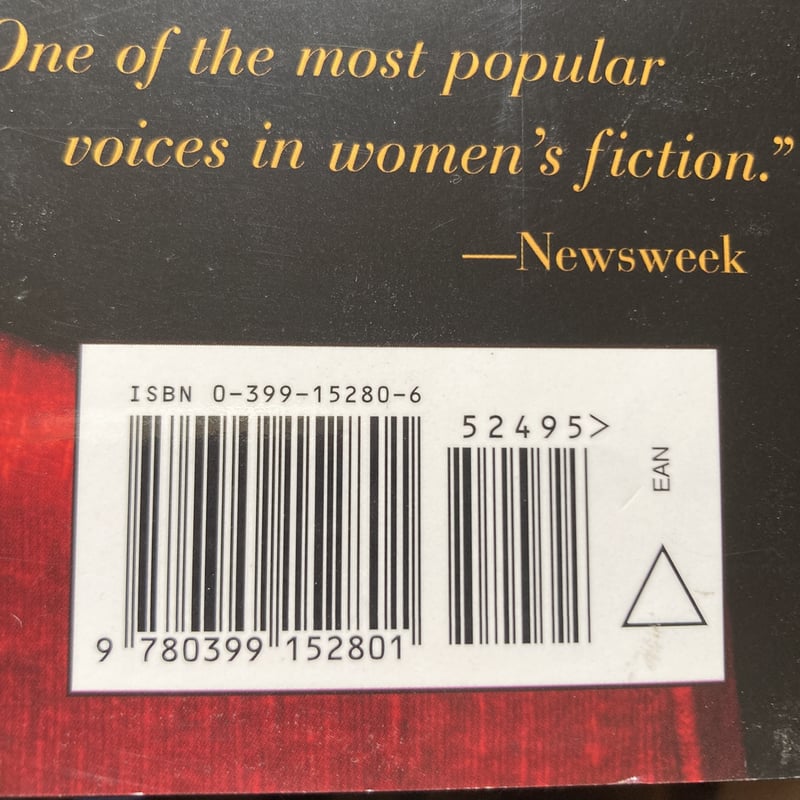 One of the most popular
voices in women's fiction.”
—Newsweek
ISBN 0-399-15280-6
52495>
EAN
9 780399 152801